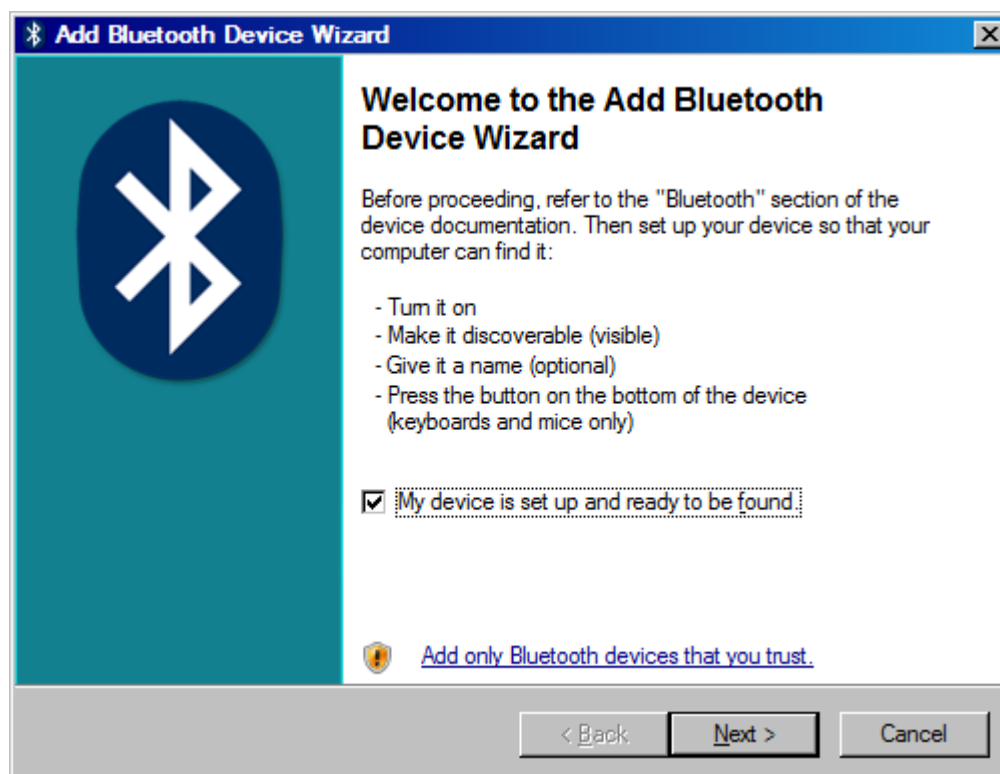 Add Bluetooth Device Wizard
Welcome to the Add Bluetooth
Device Wizard
Before proceeding, refer to the "Bluetooth" section of the
device documentation. Then set up your device so that your
computer can find it:
- Turn it on
- Make it discoverable (visible)
- Give it a name (optional)
- Press the button on the bottom of the device
(keyboards and mice only)
My device is set up and ready to be found.
Add only Bluetooth devices that you trust.
< Back Next > Cancel